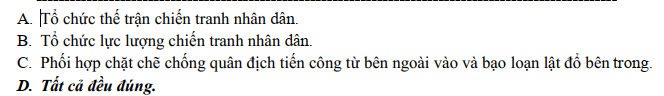 A. Tổ chức thế trận chiến tranh nhân dân.
B. Tổ chức lực lượng chiến tranh nhân dân.
C. Phối hợp chặt chẽ chống quân địch tiến công từ bên ngoài vào và bạo loạn lật đổ bên trong.
D. Tất cả đều đúng.